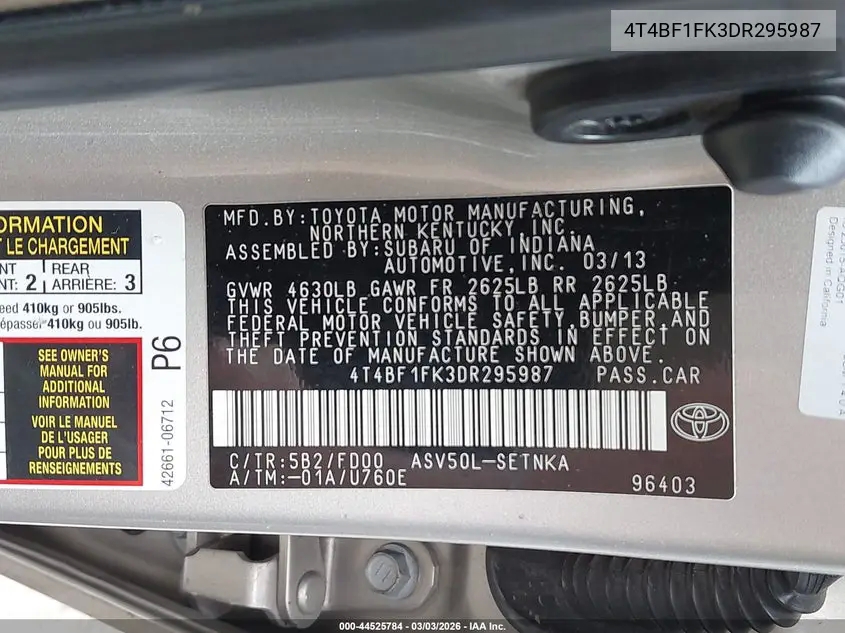 4T4BF1FK3DR295987
ORMATION
T LE CHARGEMENT
NT
NT: 2
REAR
ARRIÈRE: 3
eed 410kg or 905lbs.
épasser 410kg ou 905lb.
SEE OWNER'S
MANUAL FOR
ADDITIONAL
INFORMATION
VOIR LE MANUEL
DE L'USAGER
POUR PLUS DE
RENSEIGNEMENTS
P6
42661-06712
MFD.BY:TOYOTA MOTOR MANUFACTURING,
NORTHERN KENTUCKY, INC.
ASSEMBLED BY:SUBARU OF INDIANA
AUTOMOTIVE,INC. 03/13
GVWR 4630LB GAWR FR 2625LB RR 2625LB
THIS VEHICLE CONFORMS TO ALL APPLICABLE
FEDERAL MOTOR VEHICLE SAFETY,BUMPER,AND
THEFT PREVENTION STANDARDS IN EFFECT ON
THE DATE OF MANUFACTURE SHOWN ABOVE.
4T4BF1FK3DR295987 PASS.CAR
C/TR:5B2/FD00 ASV50L-SETNKA
A/TM:-01A/U760E
96403
Designed in California
000-44525784 - 03/03/2026 - IAA Inc.